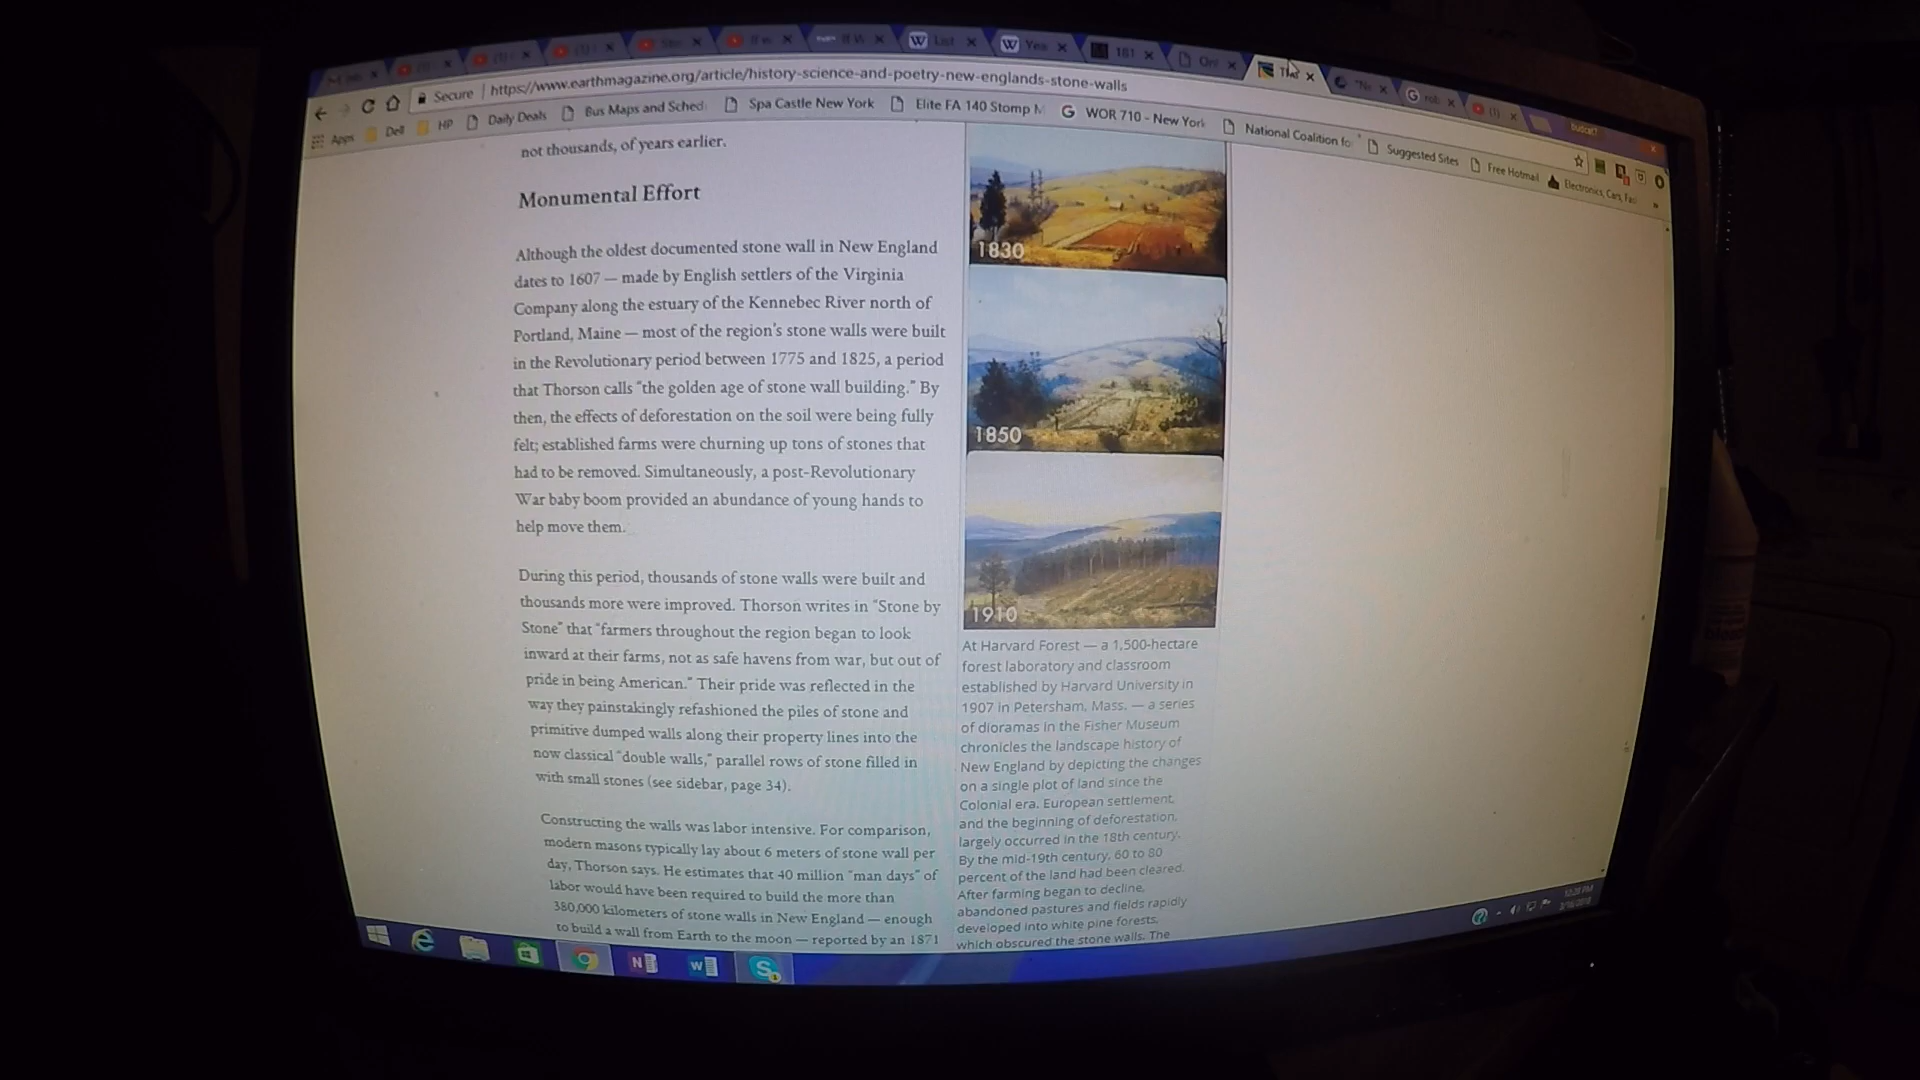 https://www.earthmagazine.org/article/history-science-and-poetry-new-englands-stone-walls
Secure
Apps
Dell
HP
Daily Deals
Bus Maps and Sched
Spa Castle New York
Elite FA 140 Stomp
WOR 710 - New York
National Coalition fo
Suggested Sites
Free Hotmail
Electronics, Cars, Fas
not thousands, of years earlier.
Monumental Effort
Although the oldest documented stone wall in New England
dates to 1607 — made by English settlers of the Virginia
Company along the estuary of the Kennebec River north of
Portland, Maine — most of the region's stone walls were built
in the Revolutionary period between 1775 and 1825, a period
that Thorson calls "the golden age of stone wall building." By
then, the effects of deforestation on the soil were being fully
felt; established farms were churning up tons of stones that
had to be removed. Simultaneously, a post-Revolutionary
War baby boom provided an abundance of young hands to
help move them.
During this period, thousands of stone walls were built and
thousands more were improved. Thorson writes in "Stone by
Stone" that "farmers throughout the region began to look
inward at their farms, not as safe havens from war, but out of
pride in being American." Their pride was reflected in the
way they painstakingly refashioned the piles of stone and
primitive dumped walls along their property lines into the
now classical "double walls," parallel rows of stone filled in
with small stones (see sidebar, page 34).
Constructing the walls was labor intensive. For comparison,
modern masons typically lay about 6 meters of stone wall per
day, Thorson says. He estimates that 40 million "man days" of
labor would have been required to build the more than
380,000 kilometers of stone walls in New England — enough
to build a wall from Earth to the moon — reported by an 1871
1830
1850
1910
At Harvard Forest — a 1,500-hectare
forest laboratory and classroom
established by Harvard University in
1907 in Petersham, Mass. — a series
of dioramas in the Fisher Museum
chronicles the landscape history of
New England by depicting the changes
on a single plot of land since the
Colonial era. European settlement,
and the beginning of deforestation,
largely occurred in the 18th century.
By the mid-19th century, 60 to 80
percent of the land had been cleared.
After farming began to decline,
abandoned pastures and fields rapidly
developed into white pine forests,
which obscured the stone walls. The